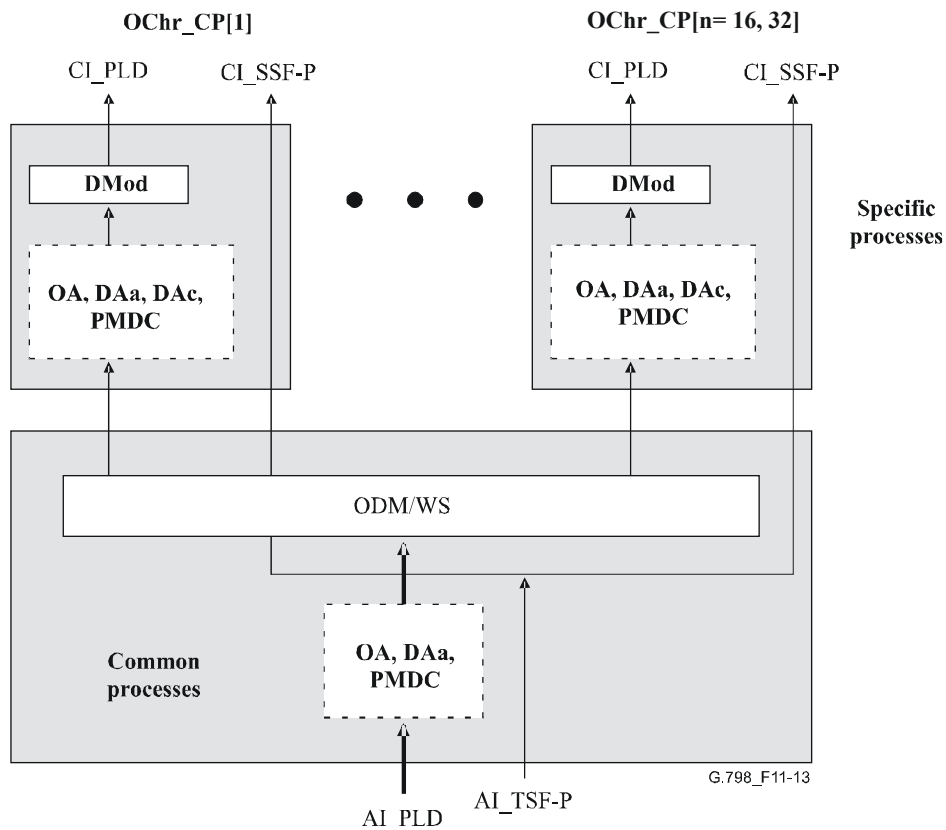 OChr_CP[1]
OChr_CP[n= 16, 32]
CI_PLD
CI_SSF-P
CI_PLD
CI_SSF-P
DMod
DMod
OA, DAa, DAc,
PMDC
OA, DAa, DAc,
PMDC
Specific
processes
ODM/WS
OA, DAa,
PMDC
Common
processes
G.798_F11-13
AI_PLD
AI_TSF-P